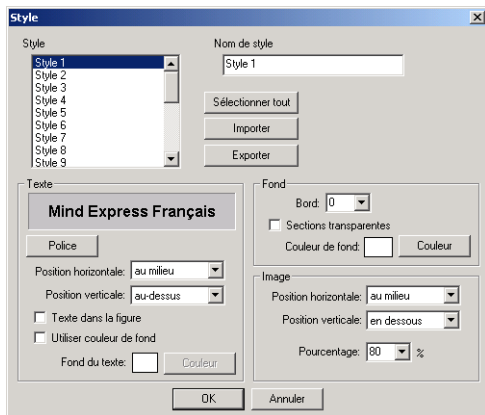 Style
Style
Nom de style
Style 1
Style 2
Style 3
Style 4
Style 5
Style 6
Style 7
Style 8
Style 9
Style 1
Sélectionner tout
Importer
Exporter
Texte
Mind Express Français
Police
Position horizontale: au milieu
Position verticale: au-dessus
Texte dans la figure
Utiliser couleur de fond
Fond du texte: Couleur
Fond
Bord: 0
Sections transparentes
Couleur de fond: Couleur
Image
Position horizontale: au milieu
Position verticale: en dessous
Pourcentage: 80 %
OK Annuler